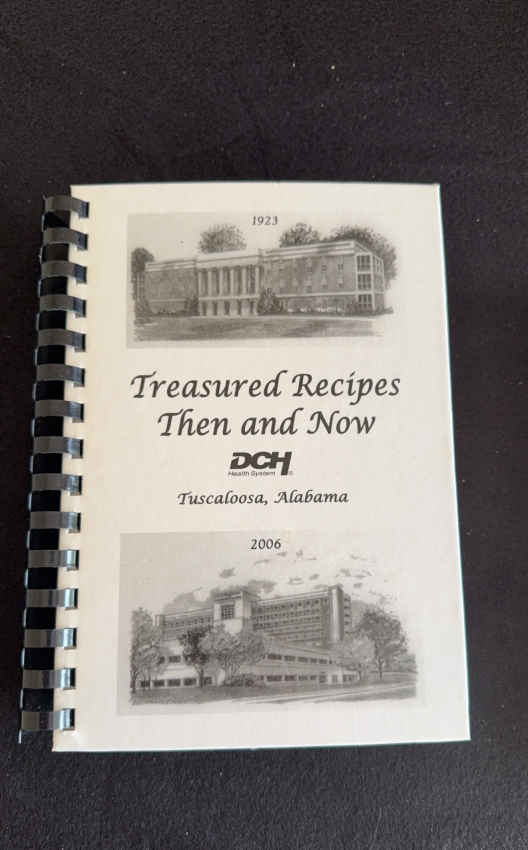 1923
Treasured Recipes
Then and Now
DCH
Health System ®
Tuscaloosa, Alabama
2006